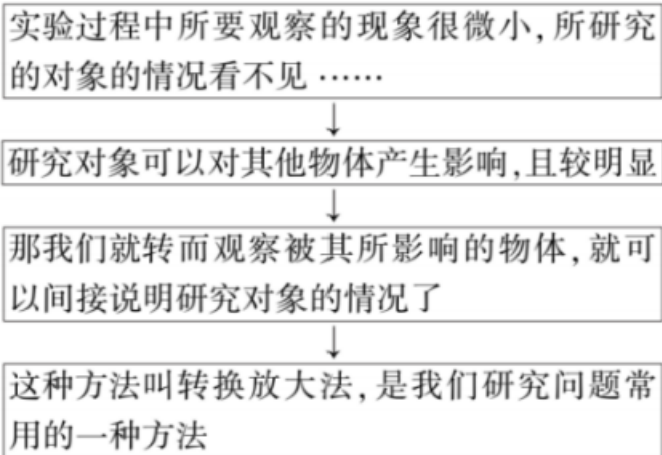 实验过程中所要观察的现象很微小,所研究
的对象的情况看不见……
研究对象可以对其他物体产生影响,且较明显
那我们就转而观察被其所影响的物体,就可
以间接说明研究对象的情况了
这种方法叫转换放大法,是我们研究问题常
用的一种方法